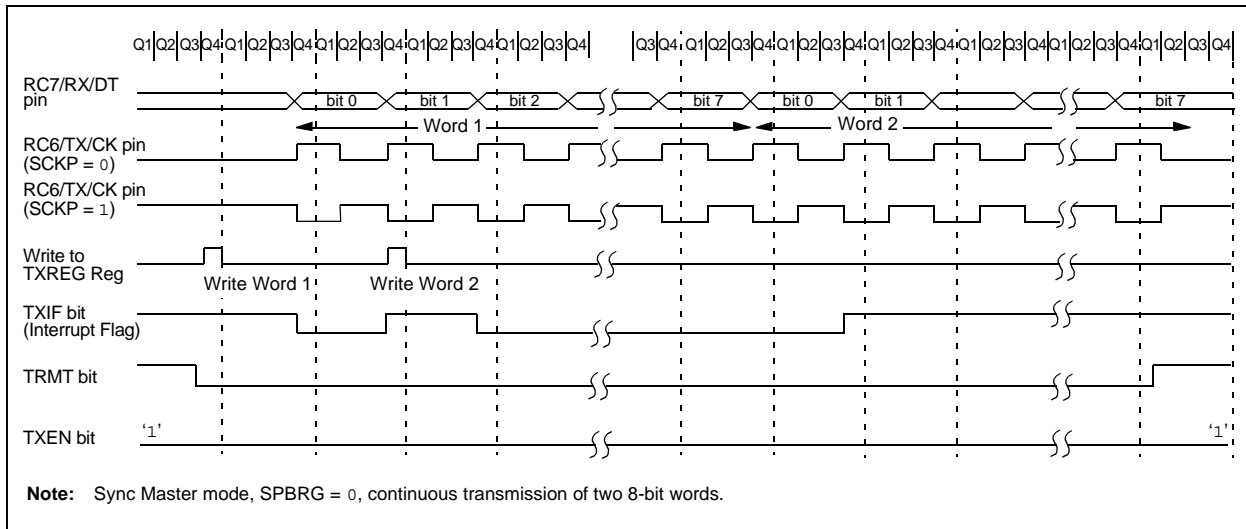 Q1 Q2 Q3 Q4 Q1 Q2 Q3 Q4 Q1 Q2 Q3 Q4 Q1 Q2 Q3 Q4 Q1 Q2 Q3 Q4 Q3 Q4 Q1 Q2 Q3 Q4 Q1 Q2 Q3 Q4 Q1 Q2 Q3 Q4 Q1 Q2 Q3 Q4 Q1 Q2 Q3 Q4 Q1 Q2 Q3 Q4
RC7/RX/DT
pin
bit 0 bit 1 bit 2 bit 7 bit 0 bit 1 bit 7
Word 1 Word 2
RC6/TX/CK pin
(SCKP = 0)
RC6/TX/CK pin
(SCKP = 1)
Write to
TXREG Reg
Write Word 1 Write Word 2
TXIF bit
(Interrupt Flag)
TRMT bit
TXEN bit
‘1’ ‘1’
Note: Sync Master mode, SPBRG = 0, continuous transmission of two 8-bit words.